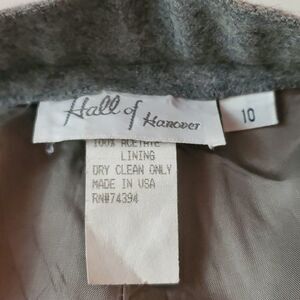 Hall of Hanover
10
100% ACETATE
LINING
DRY CLEAN ONLY
MADE IN USA
RN#74394